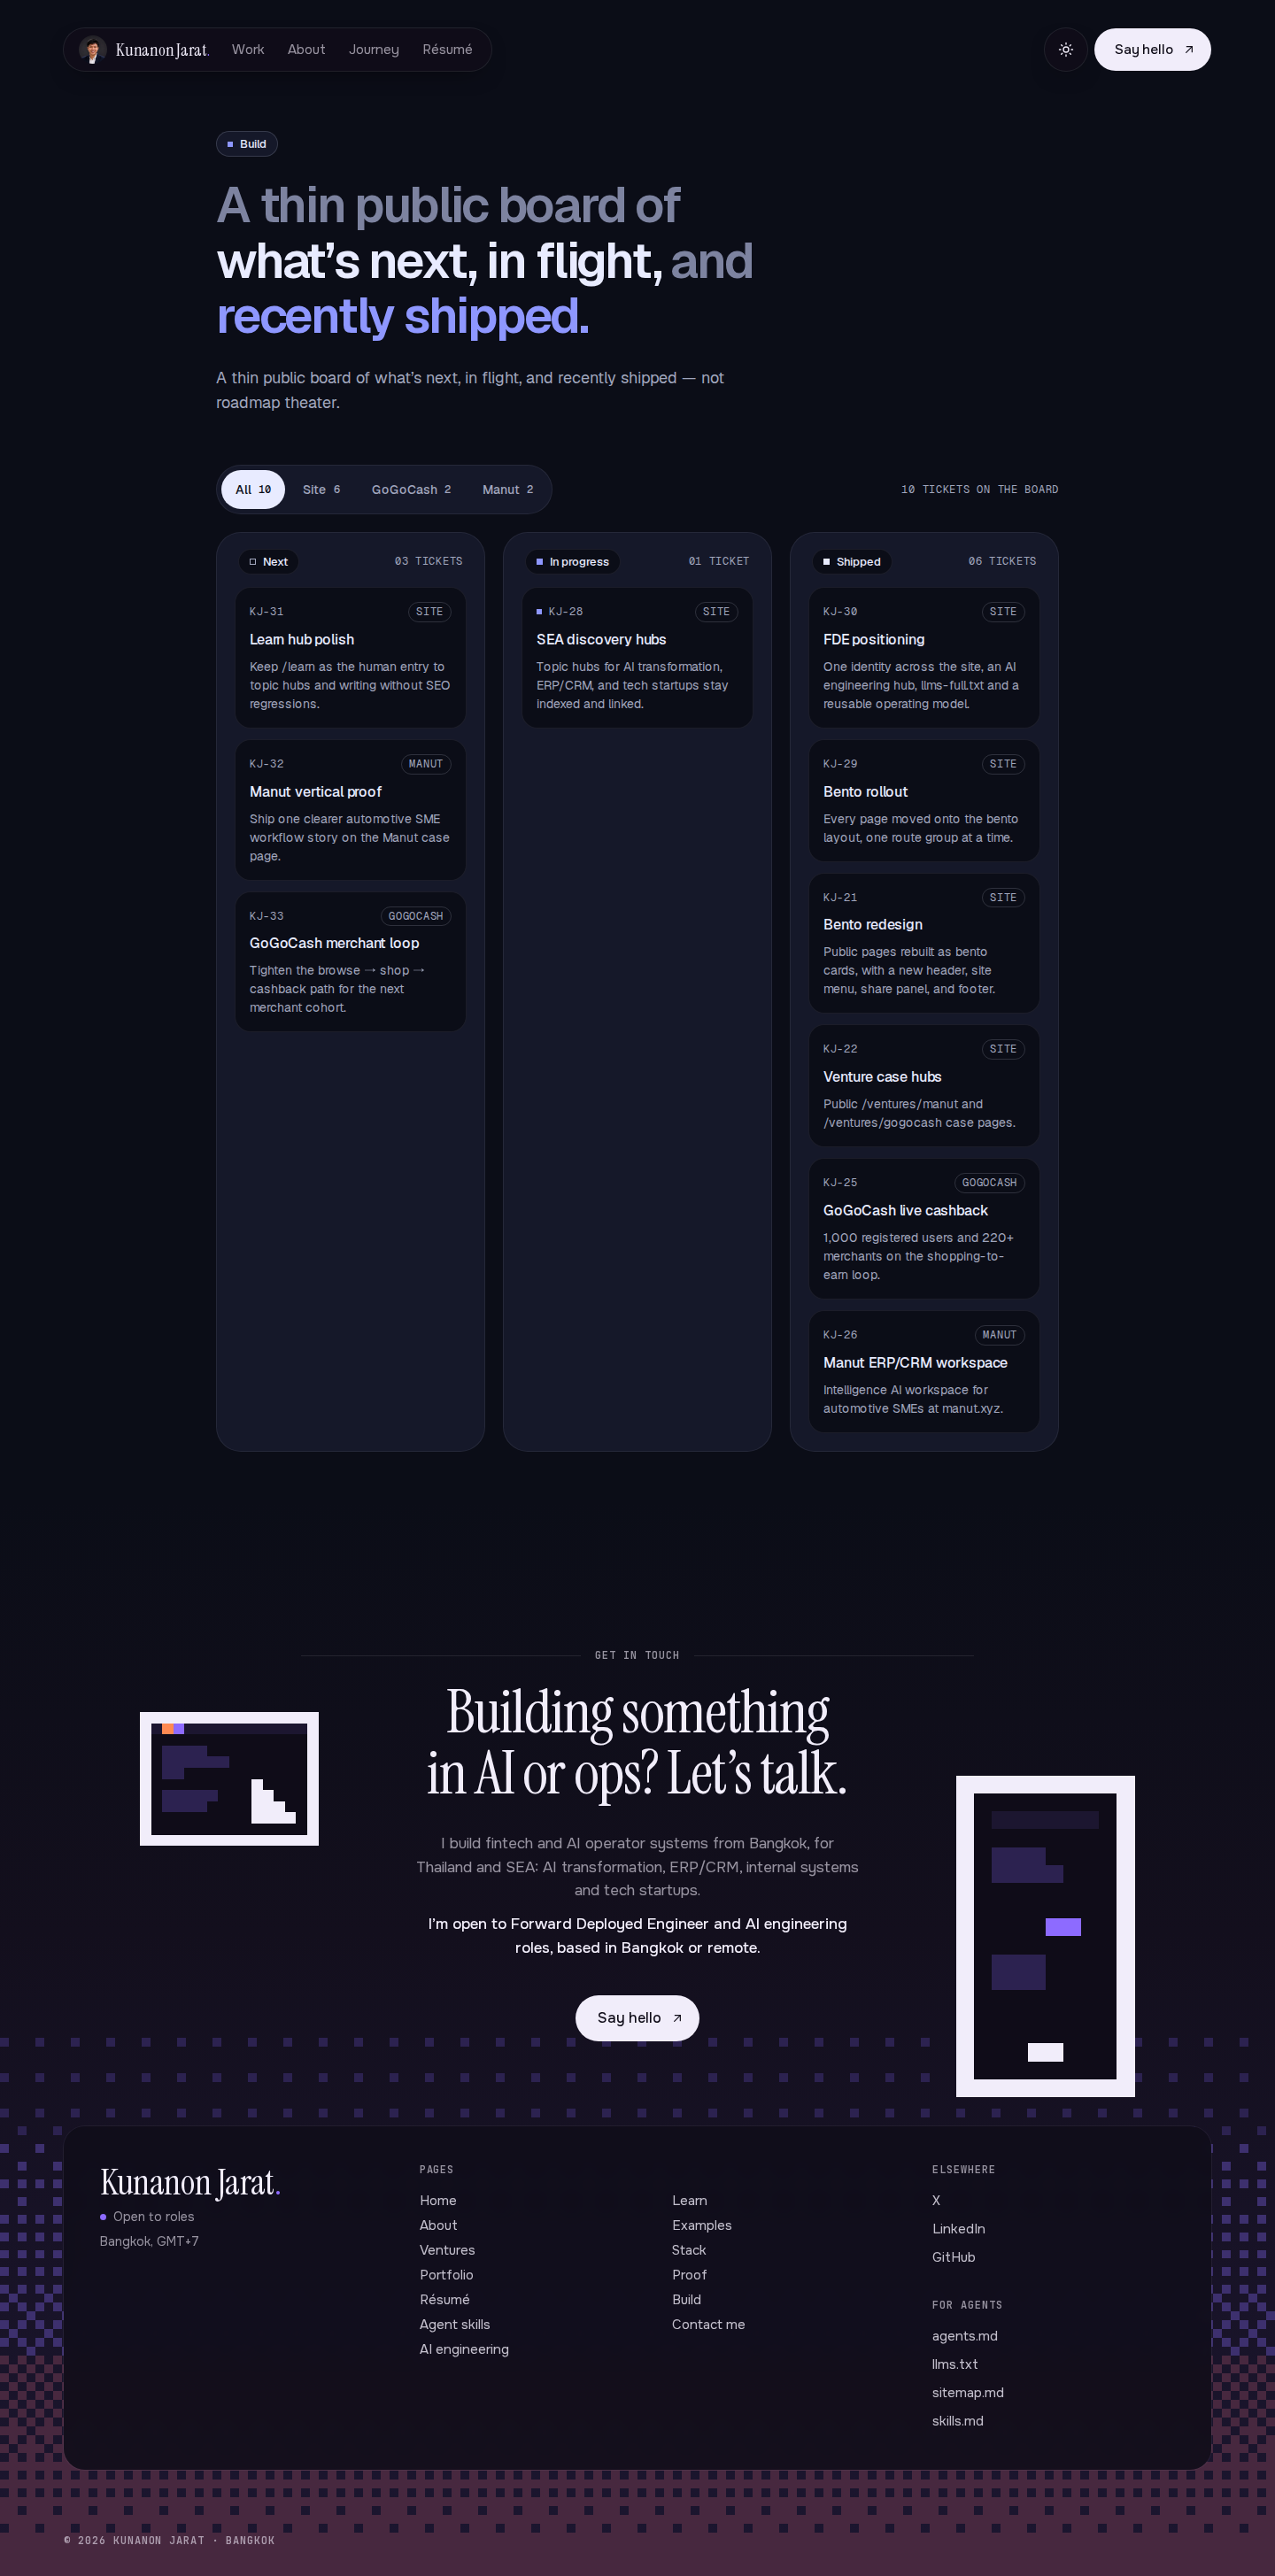 Kunanon Jarat.
Work
About
Journey
Résumé
Say hello
Build
A thin public board of
what's next, in flight, and
recently shipped.
A thin public board of what's next, in flight, and recently shipped — not
roadmap theater.
All 10
Site 6
GoGoCash 2
Manut 2
10 TICKETS ON THE BOARD
Next
03 TICKETS
KJ-31
SITE
Learn hub polish
Keep /learn as the human entry to
topic hubs and writing without SEO
regressions.
KJ-32
MANUT
Manut vertical proof
Ship one clearer automotive SME
workflow story on the Manut case
page.
KJ-33
GOGOCASH
GoGoCash merchant loop
Tighten the browse → shop →
cashback path for the next
merchant cohort.
In progress
01 TICKET
KJ-28
SITE
SEA discovery hubs
Topic hubs for AI transformation,
ERP/CRM, and tech startups stay
indexed and linked.
Shipped
06 TICKETS
KJ-30
SITE
FDE positioning
One identity across the site, an AI
engineering hub, llms-full.txt and a
reusable operating model.
KJ-29
SITE
Bento rollout
Every page moved onto the bento
layout, one route group at a time.
KJ-21
SITE
Bento redesign
Public pages rebuilt as bento
cards, with a new header, site
menu, share panel, and footer.
KJ-22
SITE
Venture case hubs
Public /ventures/manut and
/ventures/gogocash case pages.
KJ-25
GOGOCASH
GoGoCash live cashback
1,000 registered users and 220+
merchants on the shopping-to-
earn loop.
KJ-26
MANUT
Manut ERP/CRM workspace
Intelligence AI workspace for
automotive SMEs at manut.xyz.
GET IN TOUCH
Building something
in AI or ops? Let's talk.
I build fintech and AI operator systems from Bangkok, for
Thailand and SEA: AI transformation, ERP/CRM, internal systems
and tech startups.
I'm open to Forward Deployed Engineer and AI engineering
roles, based in Bangkok or remote.
Say hello
Kunanon Jarat.
Open to roles
Bangkok, GMT+7
PAGES
Home
About
Ventures
Portfolio
Résumé
Agent skills
AI engineering
Learn
Examples
Stack
Proof
Build
Contact me
ELSEWHERE
X
LinkedIn
GitHub
FOR AGENTS
agents.md
llms.txt
sitemap.md
skills.md
© 2026 KUNANON JARAT · BANGKOK